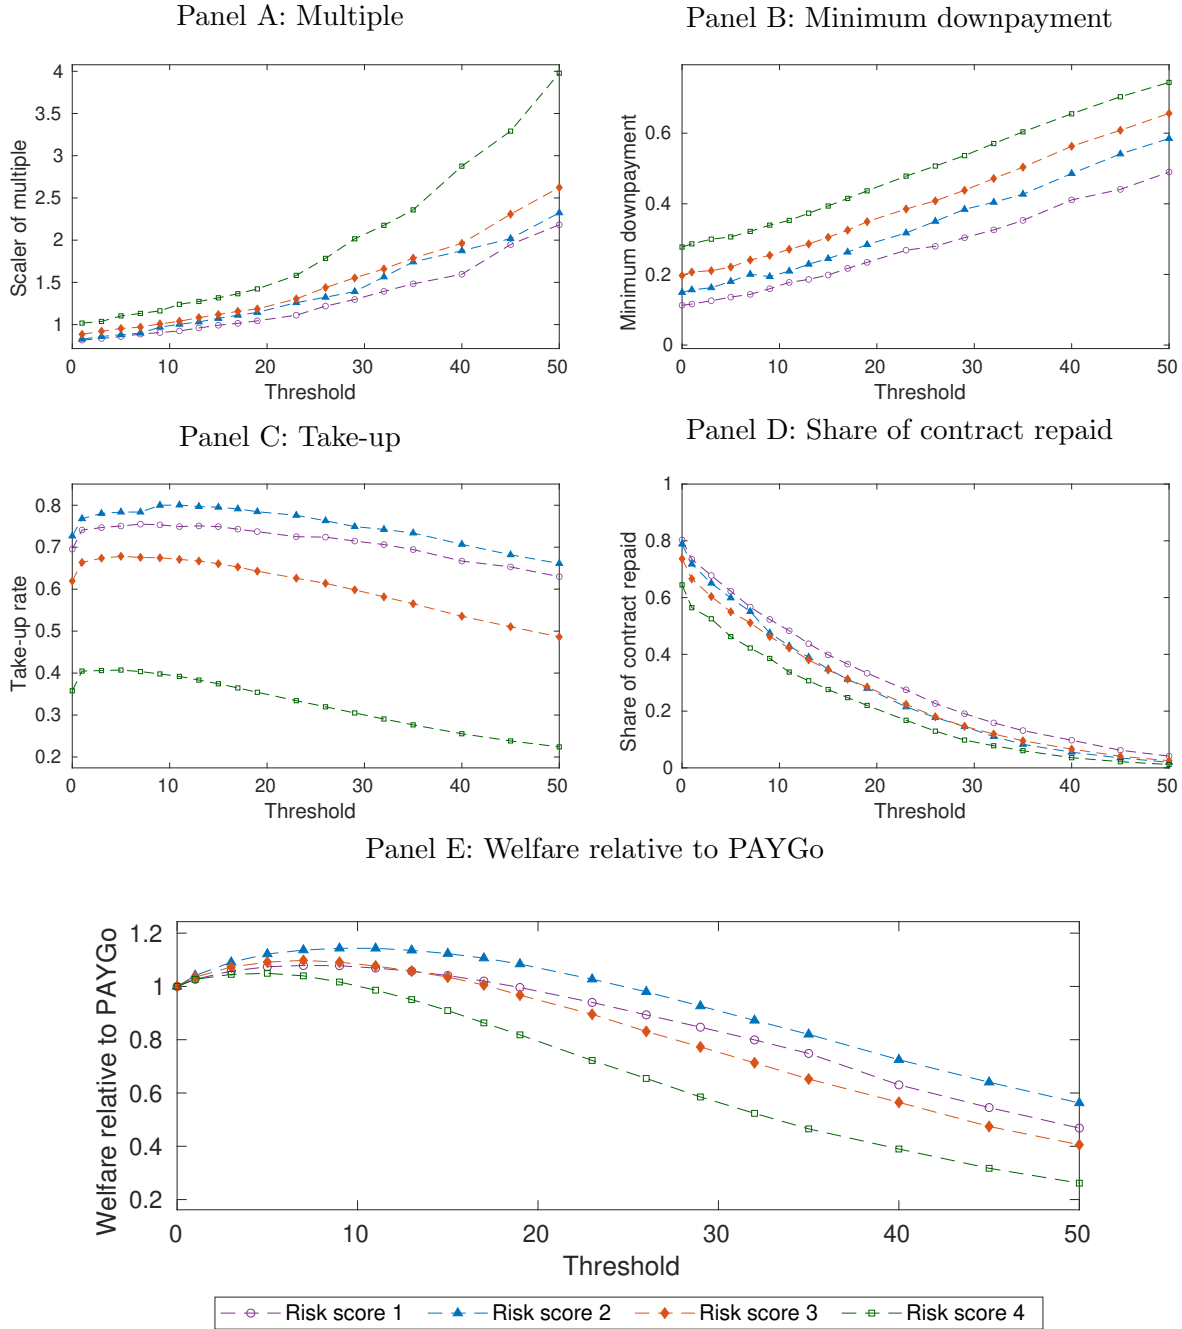 Panel A: Multiple
Scaler of multiple
4
3.5
3
2.5
2
1.5
1
0 10 20 30 40 50
Threshold
Panel B: Minimum downpayment
Minimum downpayment
0.6
0.4
0.2
0
0 10 20 30 40 50
Threshold
Panel C: Take-up
Take-up rate
0.8
0.7
0.6
0.5
0.4
0.3
0.2
0 10 20 30 40 50
Threshold
Panel D: Share of contract repaid
Share of contract repaid
1
0.8
0.6
0.4
0.2
0
0 10 20 30 40 50
Threshold
Panel E: Welfare relative to PAYGo
Welfare relative to PAYGo
1.2
1
0.8
0.6
0.4
0.2
0 10 20 30 40 50
Threshold
Risk score 1 Risk score 2 Risk score 3 Risk score 4